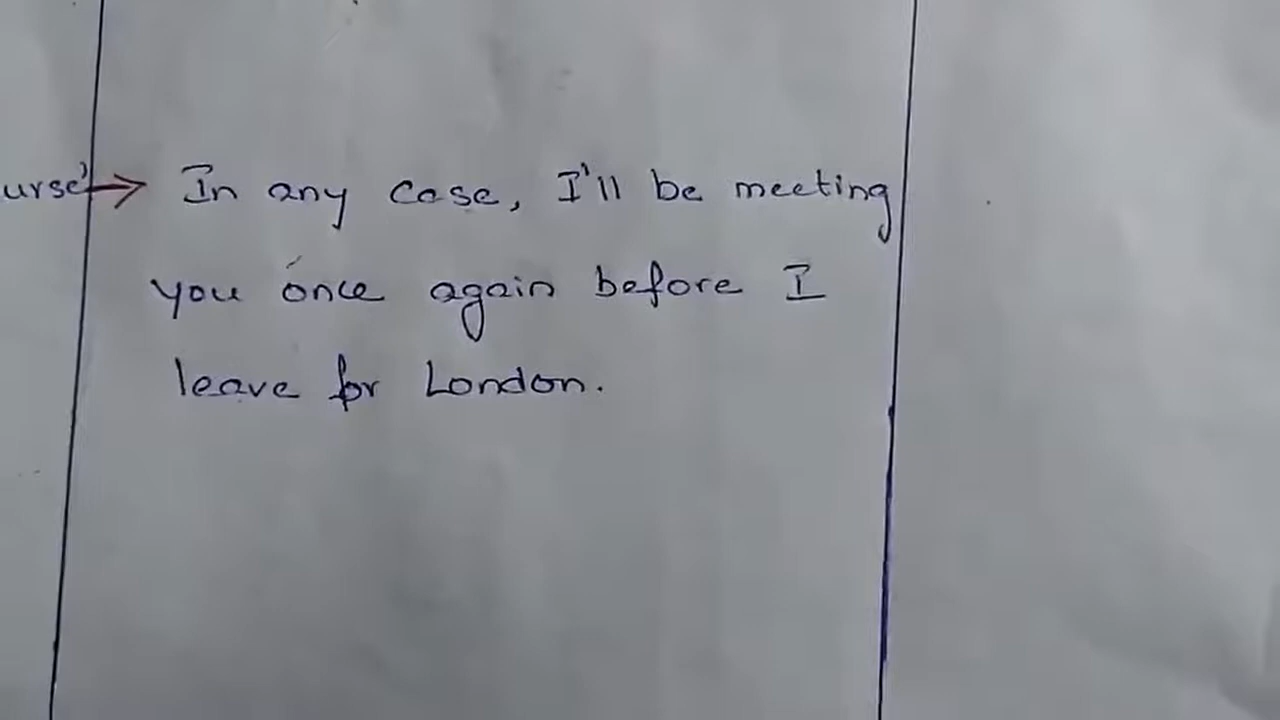 urse' → In any case, I'll be meeting
you once again before I
leave for London.